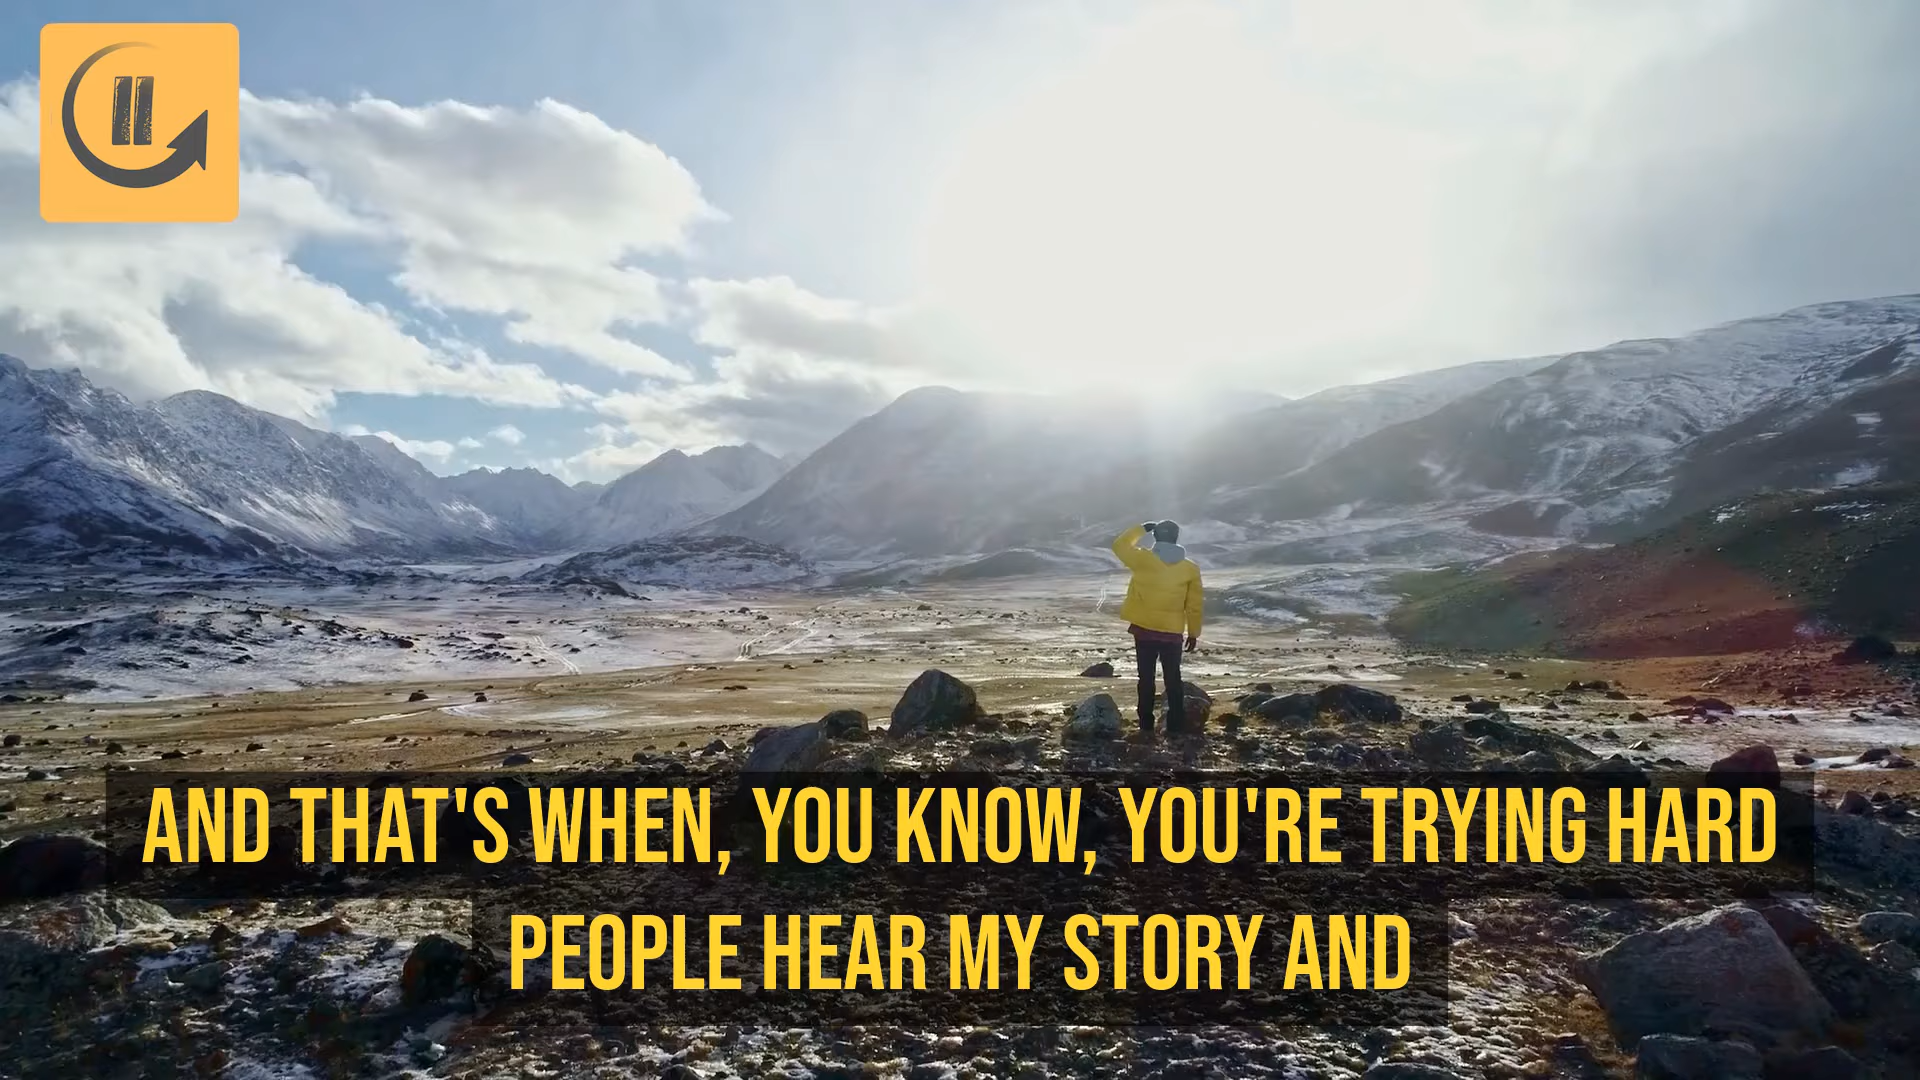 AND THAT'S WHEN, YOU KNOW, YOU'RE TRYING HARD
PEOPLE HEAR MY STORY AND